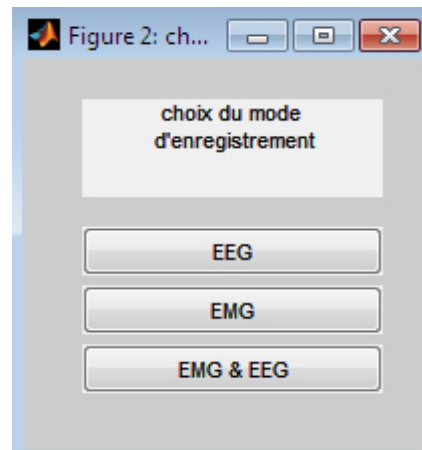 Figure 2: ch...
choix du mode
d'enregistrement
EEG
EMG
EMG & EEG